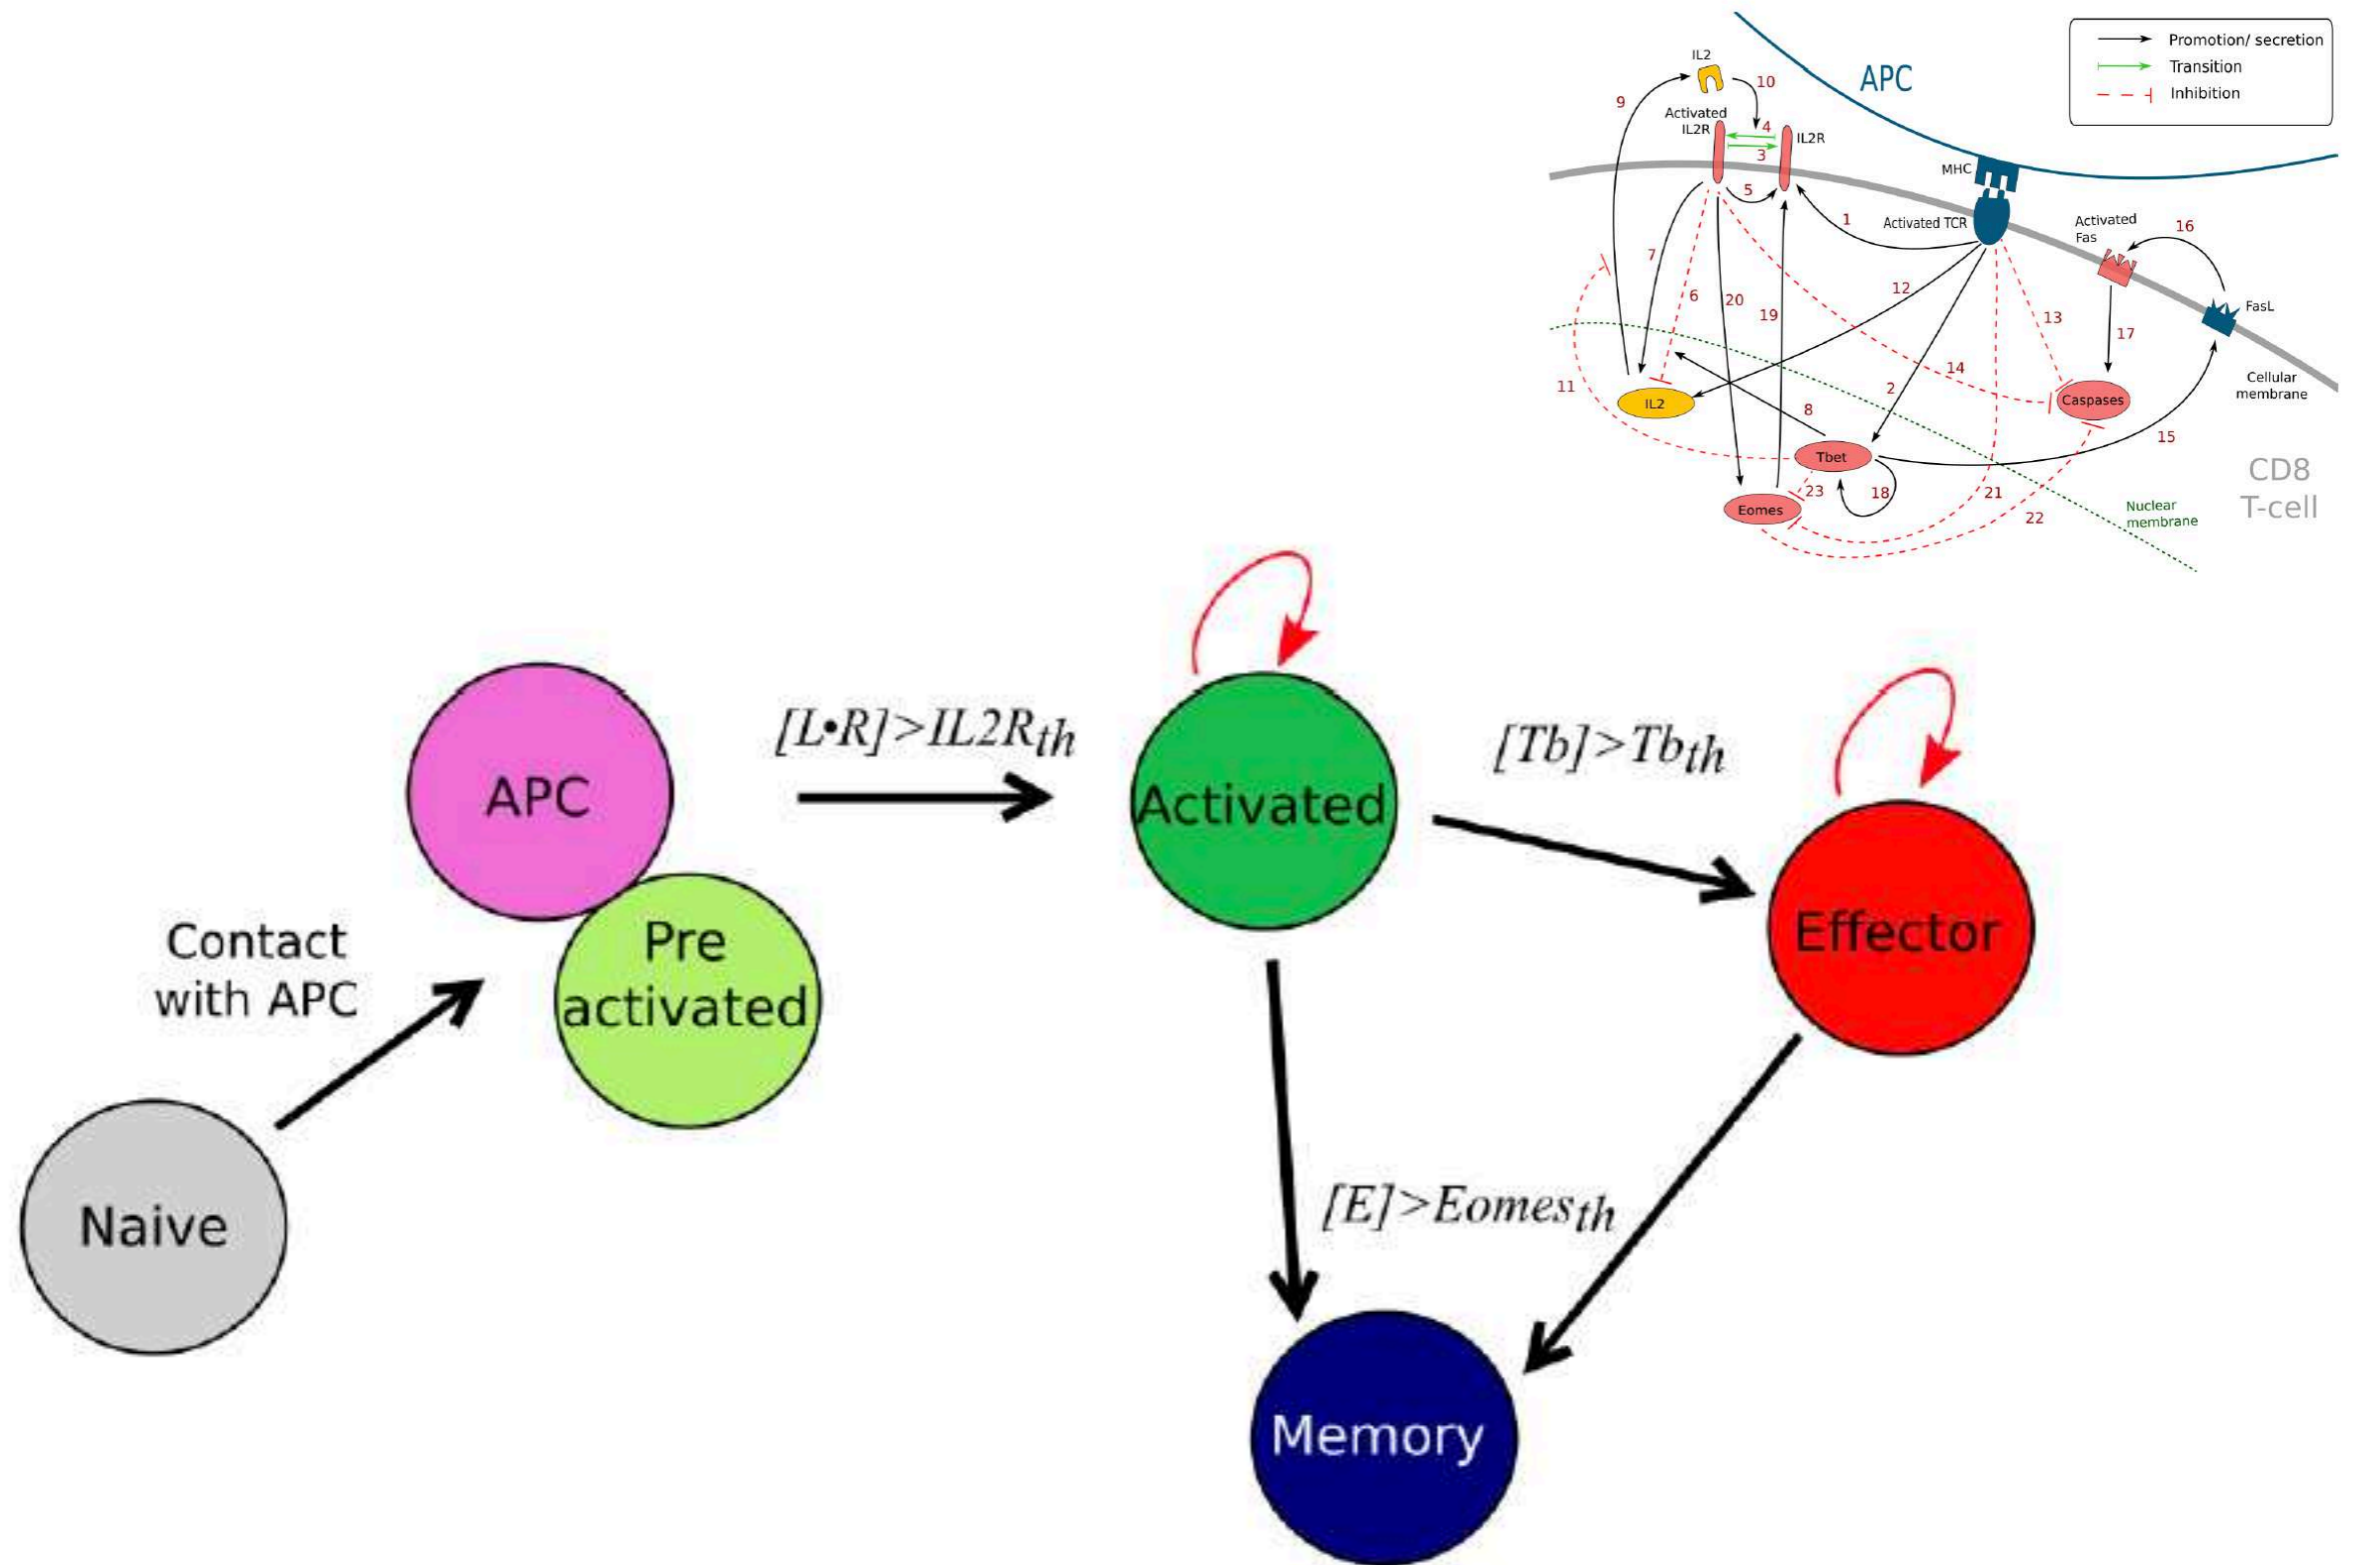 Promotion/ secretion
Transition
Inhibition
APC
IL2
10
9
Activated
IL2R
4
IL2R
3
MHC
5
1
Activated TCR
Activated
Fas
16
7
6
20
19
12
13
FasL
17
11
14
2
IL2
8
Caspases
Cellular
membrane
Tbet
15
23
18
21
Eomes
22
CD8
T-cell
Nuclear
membrane
[L•R]>IL2Rth
APC
Activated
[Tb]>Tbth
Effector
Pre
activated
Contact
with APC
Naive
[E]>Eomesth
Memory